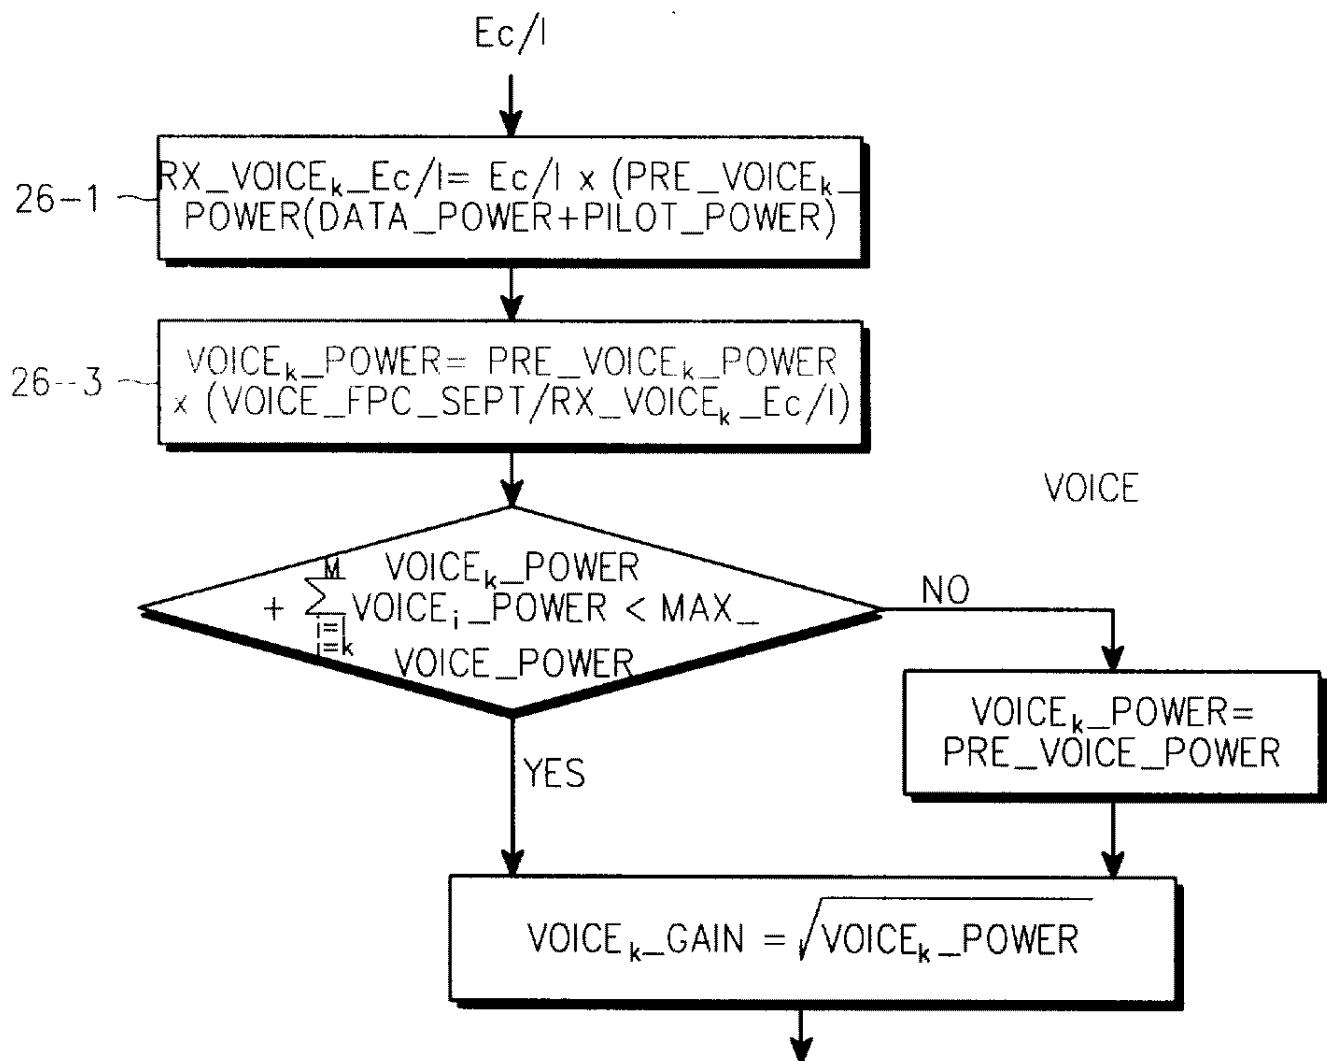 Ec/I
26-1
RX_VOICEₖ_Ec/I= Ec/I x (PRE_VOICEₖ_
POWER(DATA_POWER+PILOT_POWER)
26-3
VOICEₖ_POWER= PRE_VOICEₖ_POWER
x (VOICE_FPC_SEPT/RX_VOICEₖ_Ec/I)
VOICE
M
VOICEₖ_POWER
+ ∑ VOICEᵢ_POWER < MAX_
i=1
i=k
VOICE_POWER
NO
VOICEₖ_POWER=
PRE_VOICE_POWER
YES
VOICEₖ_GAIN = √VOICEₖ_POWER